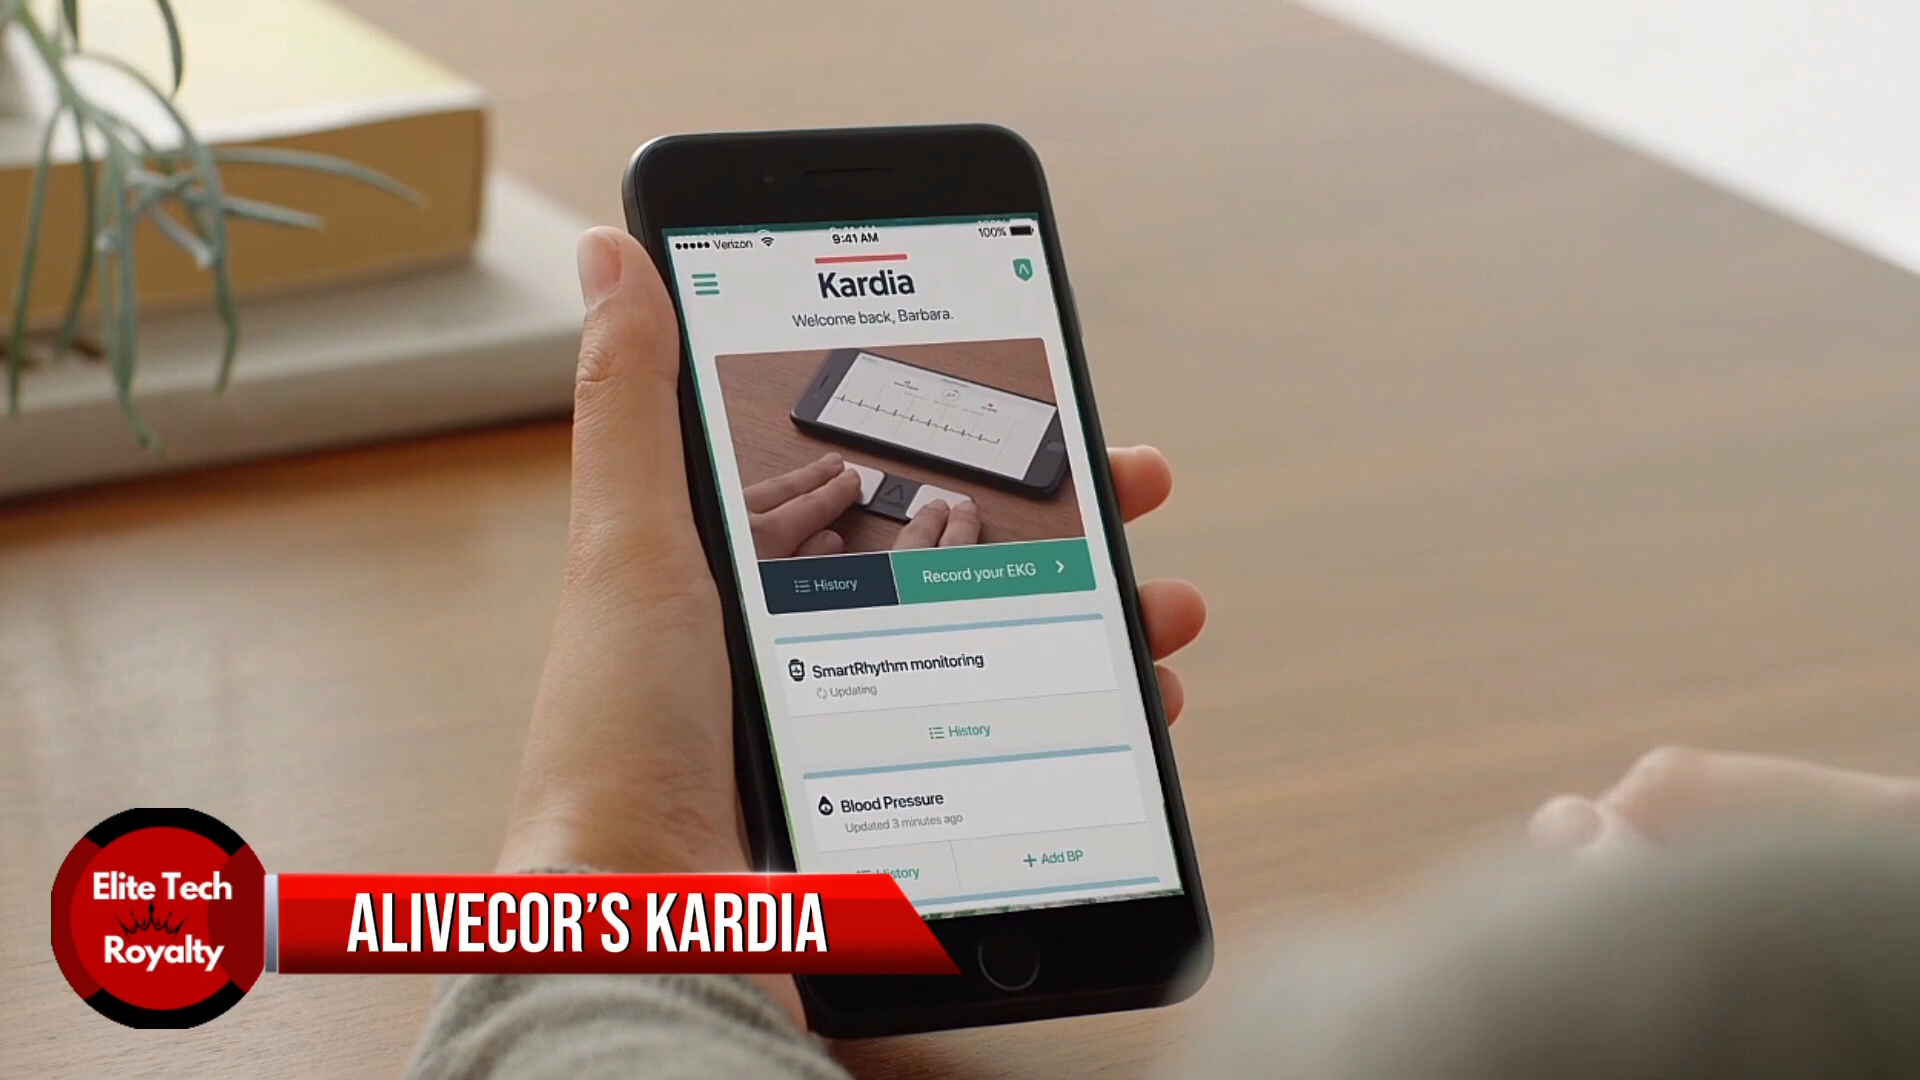 Verizon
9:41 AM
100%
Kardia
Welcome back, Barbara.
History
Record your EKG
SmartRhythm monitoring
Updating
History
Blood Pressure
Updated 3 minutes ago
History
+ Add BP
Elite Tech
Royalty
ALIVECOR’S KARDIA